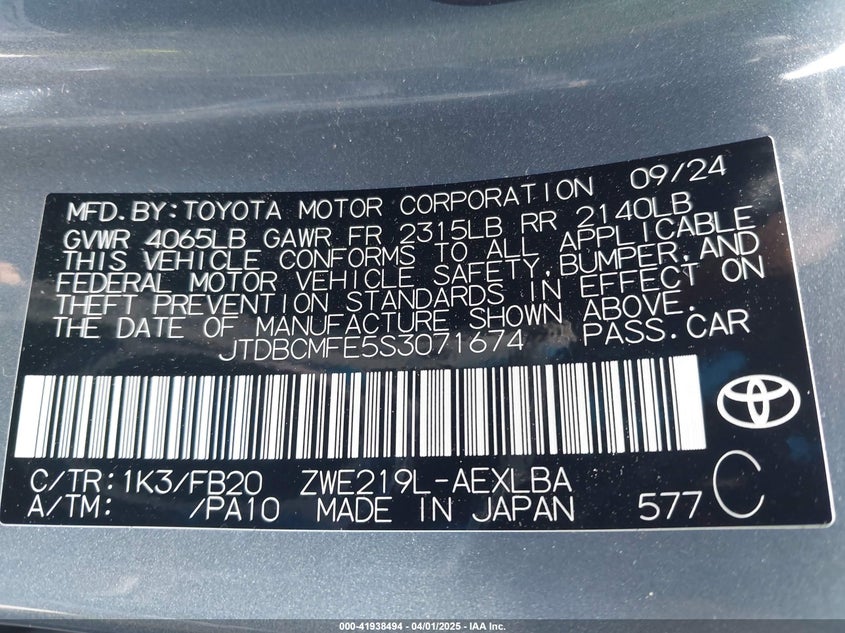 MFD.BY:TOYOTA MOTOR CORPORATION 09/24
GVWR 4065LB GAWR FR 2315LB RR 2140LB
THIS VEHICLE CONFORMS TO ALL APPLICABLE
FEDERAL MOTOR VEHICLE SAFETY,BUMPER,AND
THEFT PREVENTION STANDARDS IN EFFECT ON
THE DATE OF MANUFACTURE SHOWN ABOVE.
JTDBCMFE5S3071674 PASS.CAR
C/TR:1K3/FB20 ZWE219L-AEXLBA C
A/TM: /PA10 MADE IN JAPAN 577
000-41938494 - 04/01/2025 - IAA Inc.